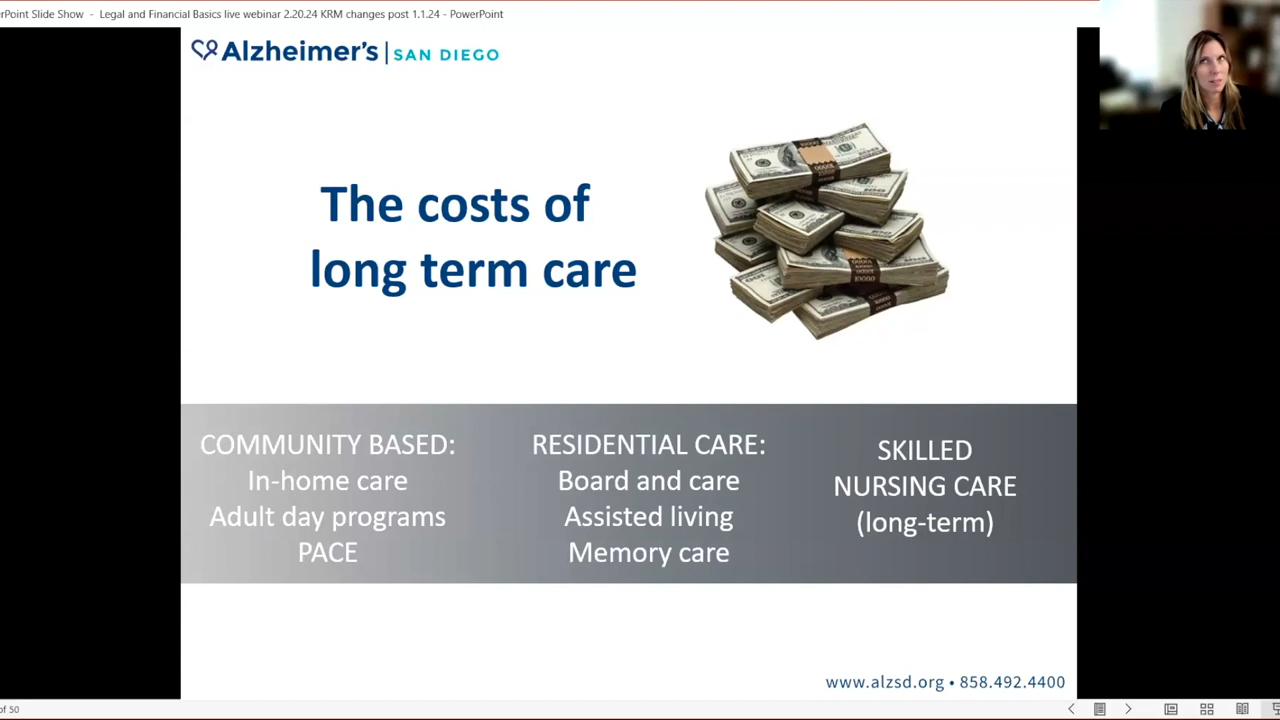 rPoint Slide Show - Legal and Financial Basics live webinar 2.20.24 KRM changes post 1.1.24 - PowerPoint
Alzheimer's | SAN DIEGO
The costs of
long term care
COMMUNITY BASED:
In-home care
Adult day programs
PACE
RESIDENTIAL CARE:
Board and care
Assisted living
Memory care
SKILLED
NURSING CARE
(long-term)
www.alzsd.org • 858.492.4400
of 50